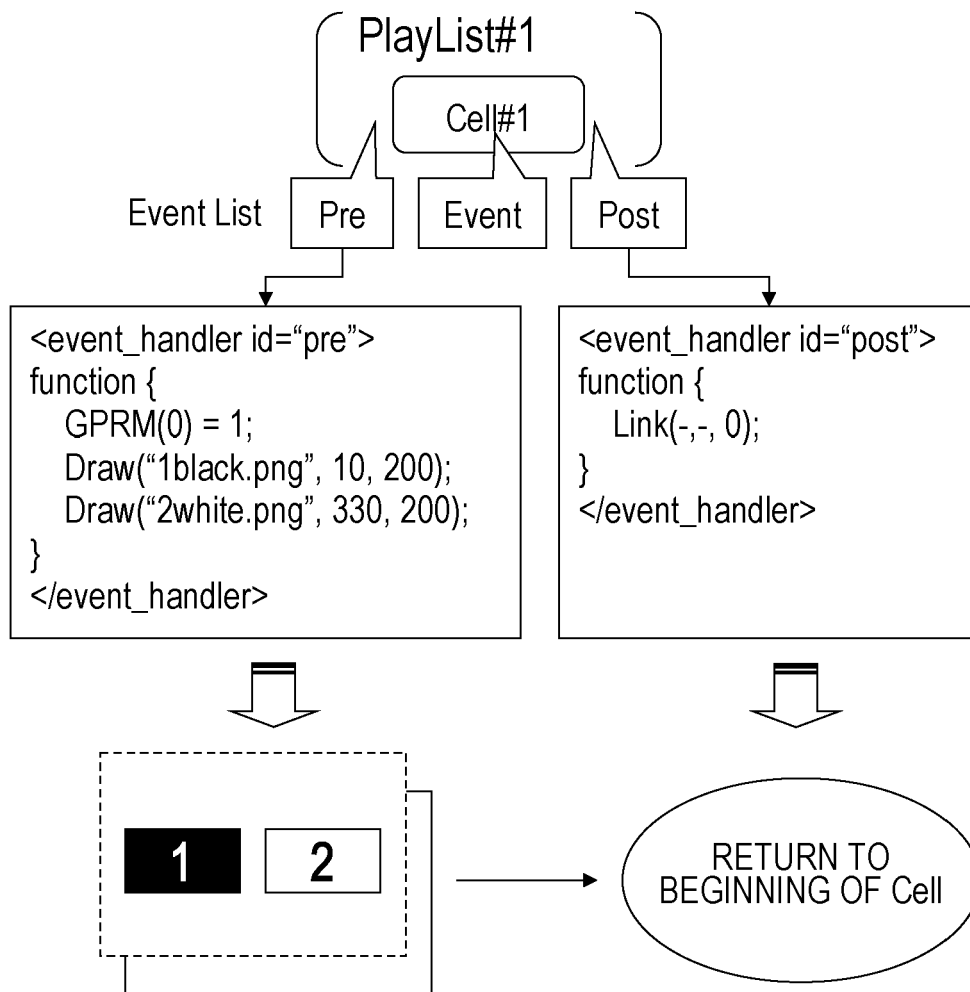 PlayList#1
Cell#1
Event List
Pre
Event
Post
<event_handler id=“pre”>
function {
GPRM(0) = 1;
Draw(“1black.png”, 10, 200);
Draw(“2white.png”, 330, 200);
}
</event_handler>
<event_handler id=“post”>
function {
Link(-,-, 0);
}
</event_handler>
1
2
RETURN TO
BEGINNING OF Cell